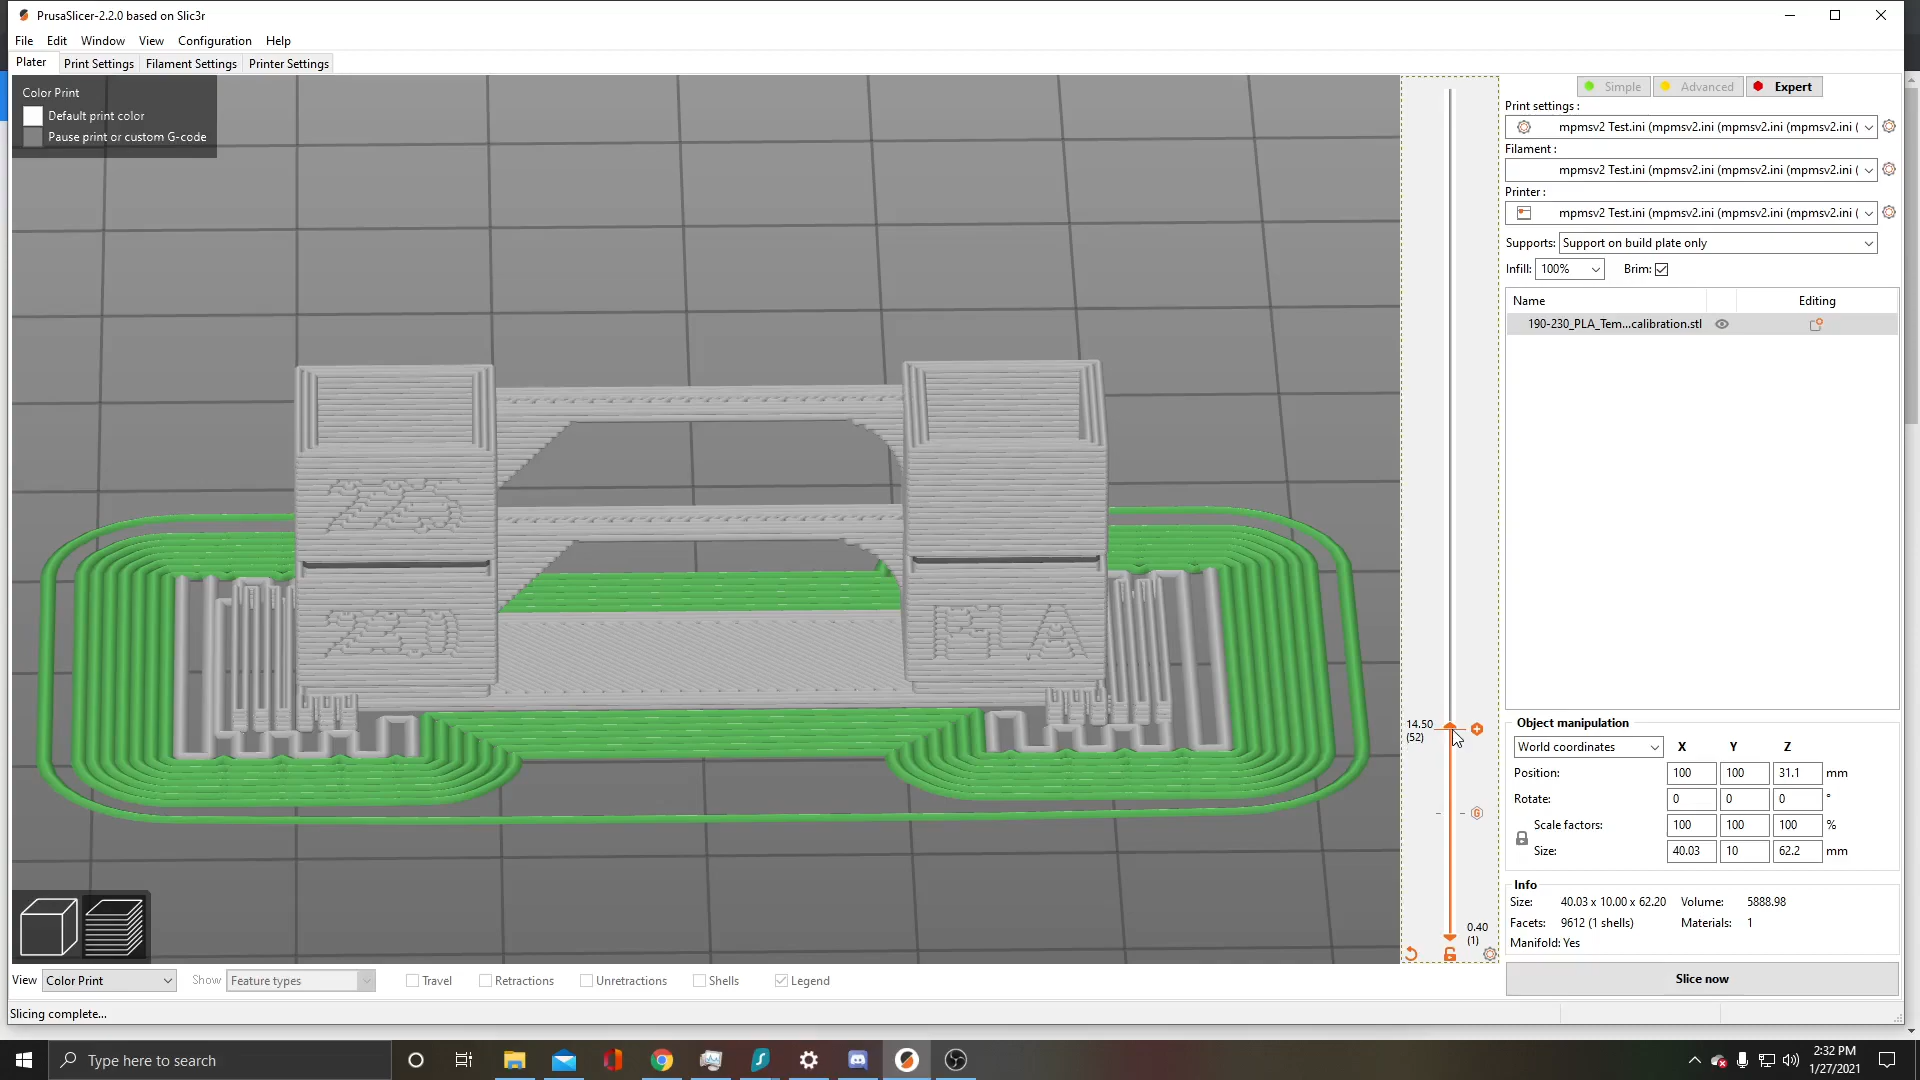 PrusaSlicer-2.2.0 based on Slic3r
File Edit Window View Configuration Help
Plater Print Settings Filament Settings Printer Settings
Color Print
Default print color
Pause print or custom G-code
225
220
PLA
14.50
(52)
G
0.40
(1)
Simple Advanced Expert
Print settings :
mpmsv2 Test.ini (mpmsv2.ini (mpmsv2.ini (mpmsv2.ini (
Filament :
mpmsv2 Test.ini (mpmsv2.ini (mpmsv2.ini (mpmsv2.ini (
Printer :
mpmsv2 Test.ini (mpmsv2.ini (mpmsv2.ini (mpmsv2.ini (
Supports: Support on build plate only
Infill: 100% Brim:
Name Editing
190-230_PLA_Tem...calibration.stl
Object manipulation
World coordinates X Y Z
Position: 100 100 31.1 mm
Rotate: 0 0 0 °
Scale factors: 100 100 100 %
Size: 40.03 10 62.2 mm
Info
Size: 40.03 x 10.00 x 62.20 Volume: 5888.98
Facets: 9612 (1 shells) Materials: 1
Manifold: Yes
Slice now
View Color Print Show Feature types Travel Retractions Unretractions Shells Legend
Slicing complete...
Type here to search
2:32 PM
1/27/2021